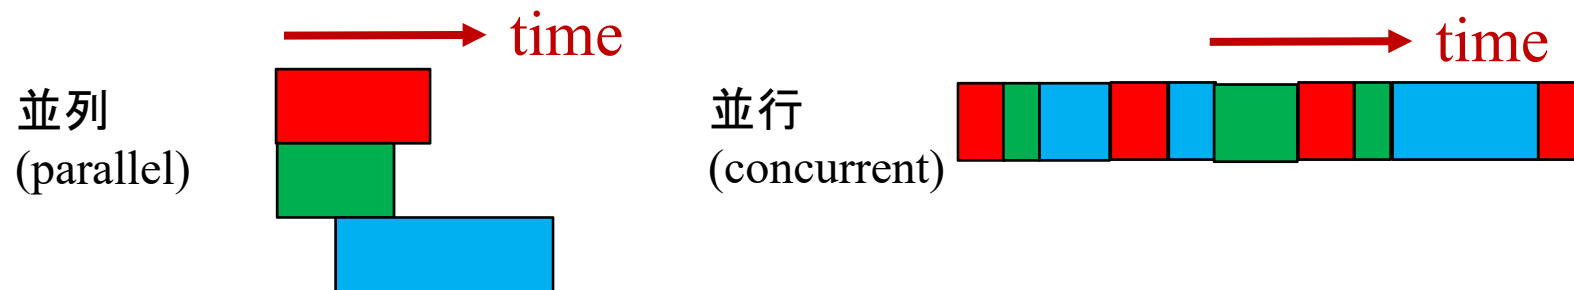 time
並列
(parallel)
time
並行
(concurrent)